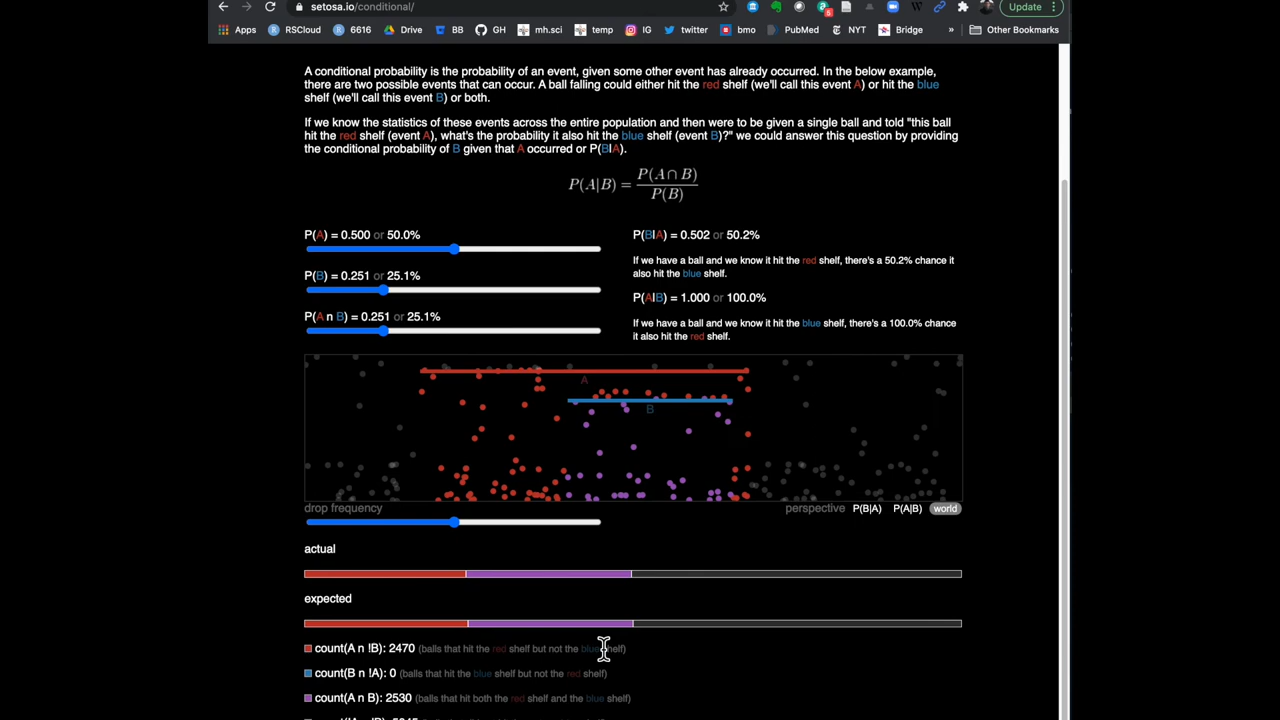 setosa.io/conditional/
Update
Apps RSCloud 6616 Drive BB GH mh.sci temp IG twitter bmo PubMed NYT Bridge » Other Bookmarks
A conditional probability is the probability of an event, given some other event has already occurred. In the below example,
there are two possible events that can occur. A ball falling could either hit the red shelf (we'll call this event A) or hit the blue
shelf (we'll call this event B) or both.
If we know the statistics of these events across the entire population and then were to be given a single ball and told "this ball
hit the red shelf (event A), what's the probability it also hit the blue shelf (event B)?" we could answer this question by providing
the conditional probability of B given that A occurred or P(B|A).
P(A|B) = P(A∩B)
P(B)
P(A) = 0.500 or 50.0%
P(B) = 0.251 or 25.1%
P(A n B) = 0.251 or 25.1%
P(B|A) = 0.502 or 50.2%
If we have a ball and we know it hit the red shelf, there's a 50.2% chance it
also hit the blue shelf.
P(A|B) = 1.000 or 100.0%
If we have a ball and we know it hit the blue shelf, there's a 100.0% chance
it also hit the red shelf.
A
B
drop frequency
perspective P(B|A) P(A|B) world
actual
expected
count(A n !B): 2470 (balls that hit the red shelf but not the blue shelf)
count(B n !A): 0 (balls that hit the blue shelf but not the red shelf)
count(A n B): 2530 (balls that hit both the red shelf and the blue shelf)